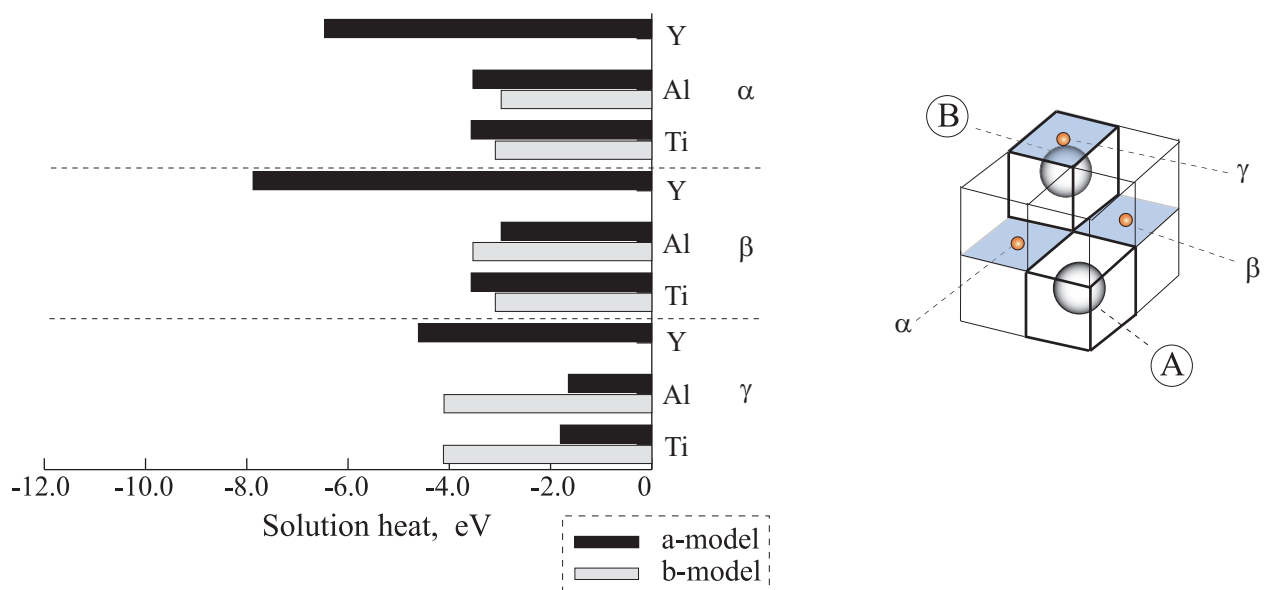 Y
Al α
Ti
Y
Al β
Ti
Y
Al γ
Ti
-12.0 -10.0 -8.0 -6.0 -4.0 -2.0 0
Solution heat, eV
a-model
b-model
B
γ
β
α
A